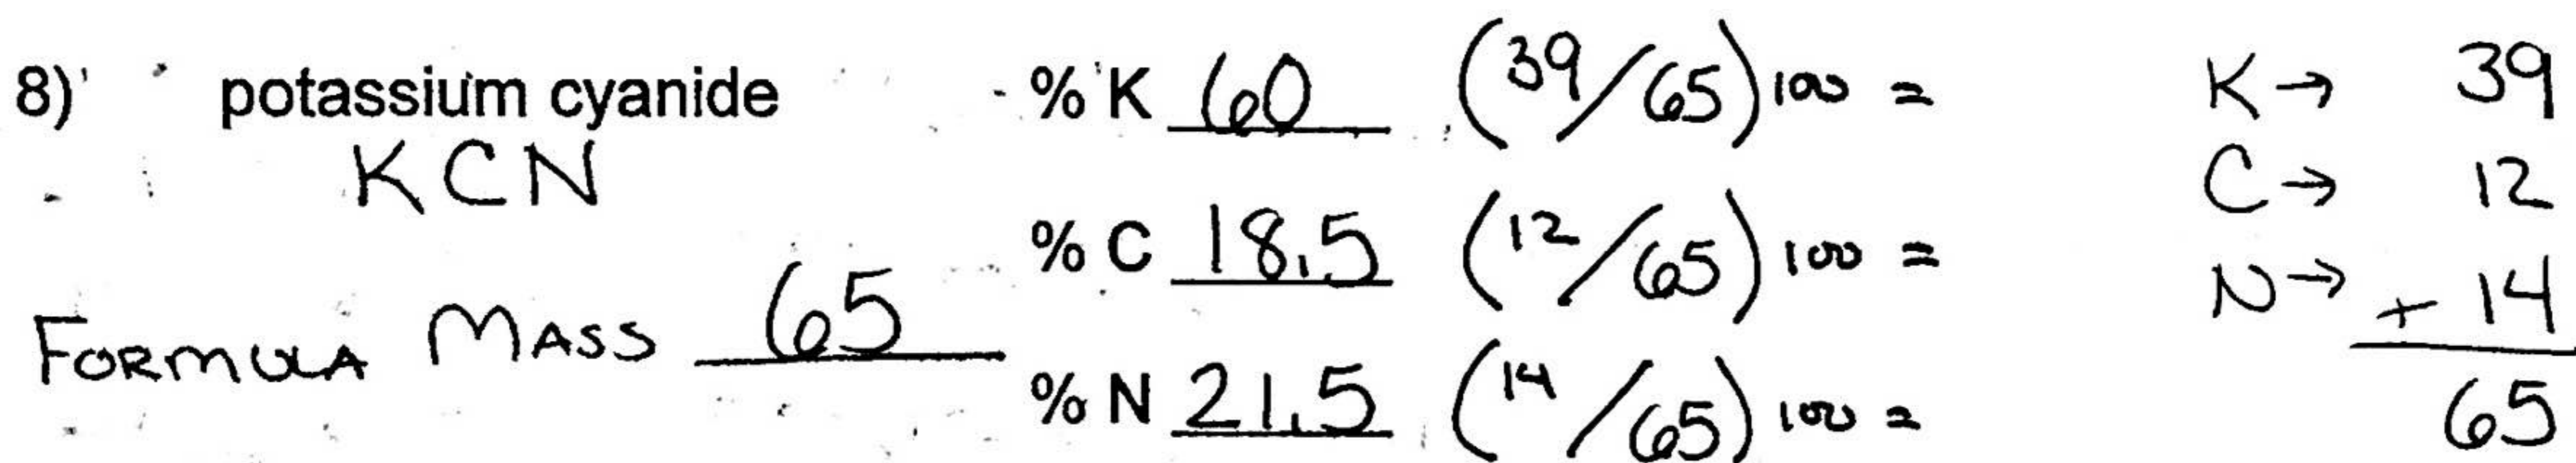 8) potassium cyanide % K 60 (39/65)100 = K → 39
KCN C → 12
% C 18.5 (12/65)100 = N → + 14
FORMULA MASS 65 65
% N 21.5 (14/65)100 =